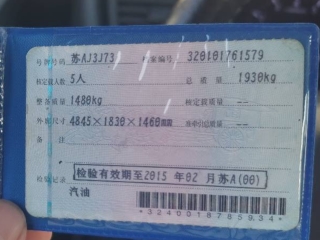 号牌号码 苏AJ3J73 档案编号 320101761579
核定载人数 5人 总质量 1930kg
整备质量 1480kg 核定载质量 --
外廓尺寸 4845×1830×1460mm 准牵引总质量 --
备注
检验记录 检验有效期至2015年02月苏A(00)
汽油
*3240018785934*